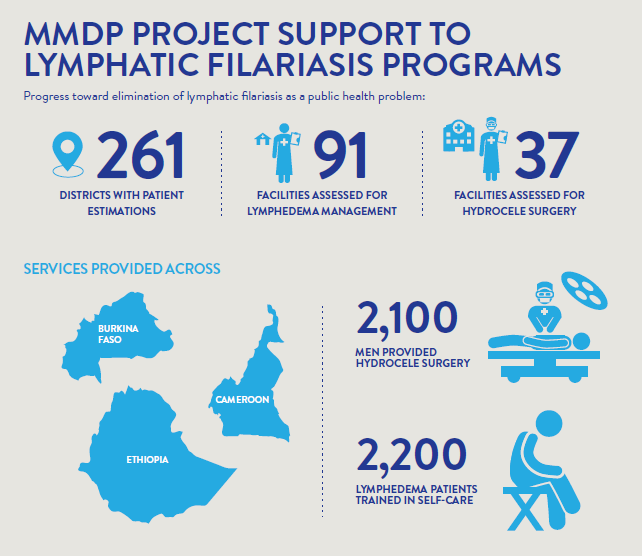 MMDP PROJECT SUPPORT TO
LYMPHATIC FILARIASIS PROGRAMS
Progress toward elimination of lymphatic filariasis as a public health problem:
261
DISTRICTS WITH PATIENT
ESTIMATIONS
91
FACILITIES ASSESSED FOR
LYMPHEDEMA MANAGEMENT
37
FACILITIES ASSESSED FOR
HYDROCELE SURGERY
SERVICES PROVIDED ACROSS
BURKINA
FASO
CAMEROON
ETHIOPIA
2,100
MEN PROVIDED
HYDROCELE SURGERY
2,200
LYMPHEDEMA PATIENTS
TRAINED IN SELF-CARE